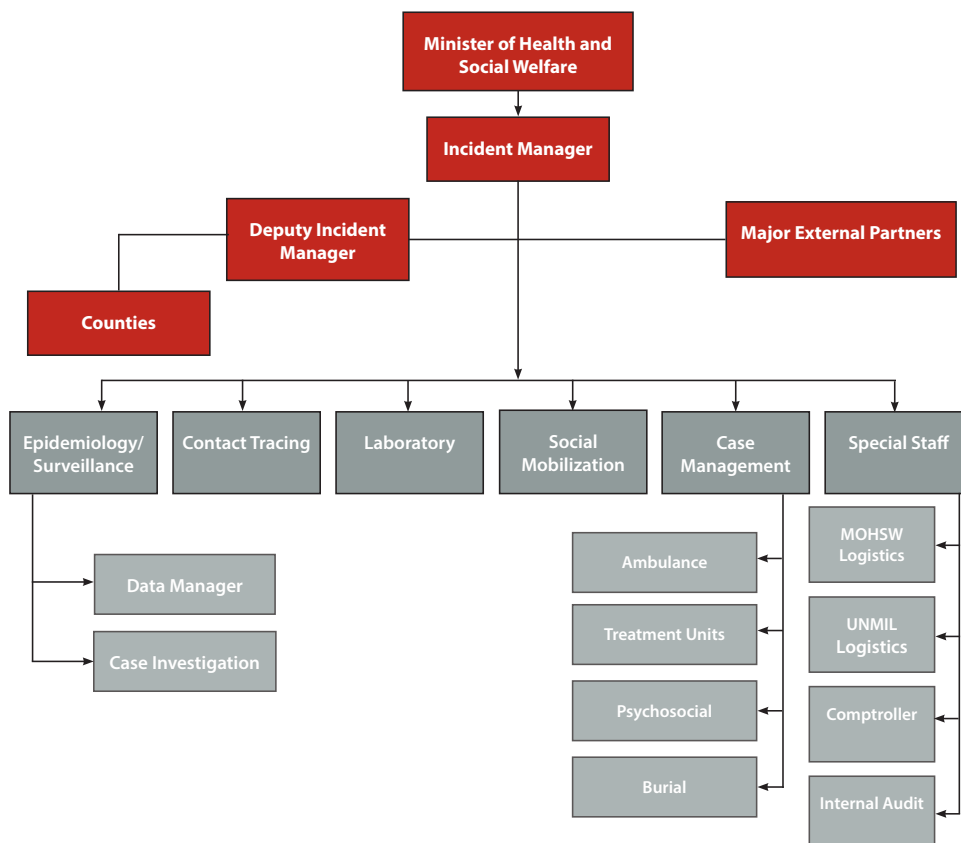 Minister of Health and
Social Welfare
Incident Manager
Deputy Incident
Manager
Major External Partners
Counties
Epidemiology/
Surveillance
Contact Tracing
Laboratory
Social
Mobilization
Case
Management
Special Staff
Data Manager
Case Investigation
Ambulance
Treatment Units
Psychosocial
Burial
MOHSW
Logistics
UNMIL
Logistics
Comptroller
Internal Audit